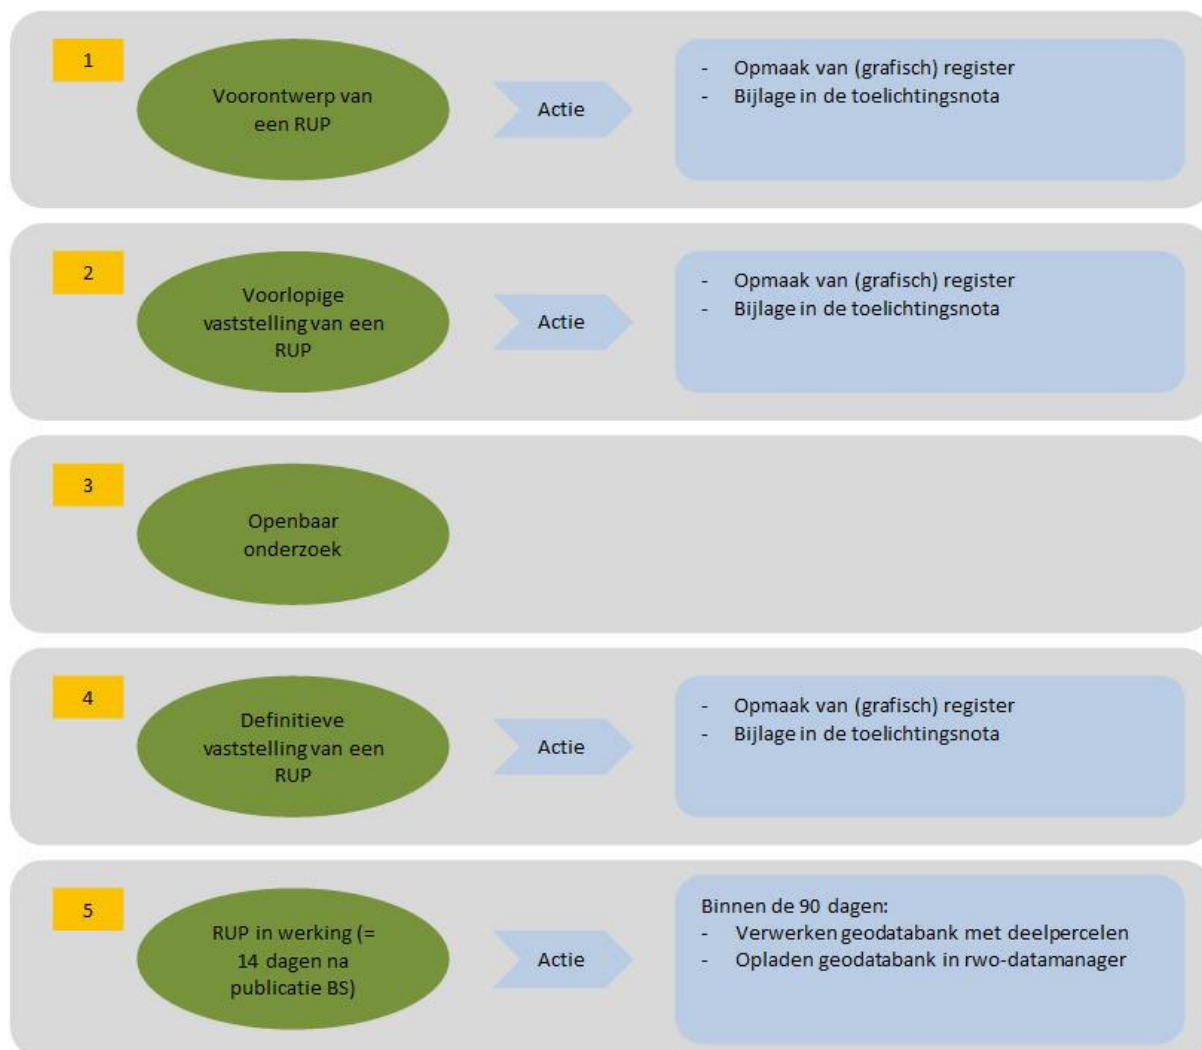 1
Voorontwerp van
een RUP
Actie
- Opmaak van (grafisch) register
- Bijlage in de toelichtingsnota
2
Voorlopige
vaststelling van een
RUP
Actie
- Opmaak van (grafisch) register
- Bijlage in de toelichtingsnota
3
Openbaar
onderzoek
4
Definitieve
vaststelling van een
RUP
Actie
- Opmaak van (grafisch) register
- Bijlage in de toelichtingsnota
5
RUP in werking (=
14 dagen na
publicatie BS)
Actie
Binnen de 90 dagen:
- Verwerken geodatabank met deelpercelen
- Opladen geodatabank in rwo-datamanager